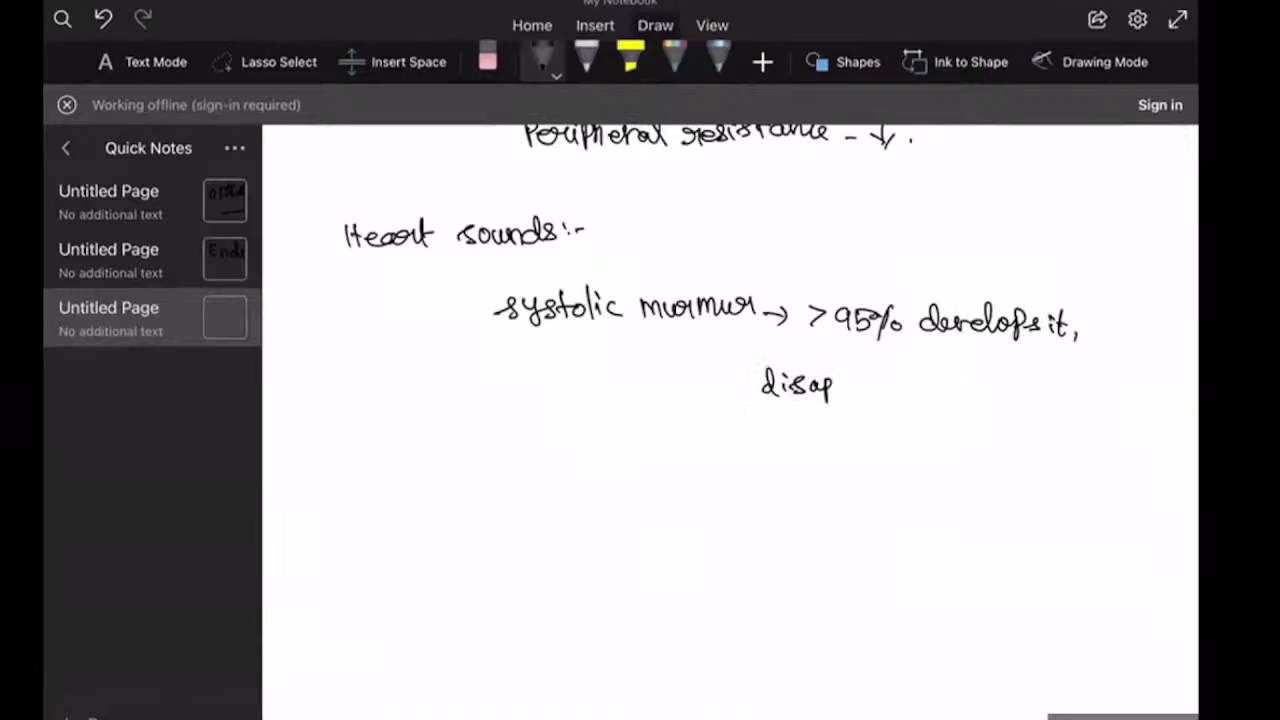 My Notebook
Home Insert Draw View
Text Mode Lasso Select Insert Space Shapes Ink to Shape Drawing Mode
Working offline (sign-in required) Sign in
Quick Notes
Untitled Page
No additional text
Untitled Page
No additional text
Untitled Page
No additional text
Peripheral resistance - ↓.
Heart sounds:-
systolic murmur → >95% develops it,
disap